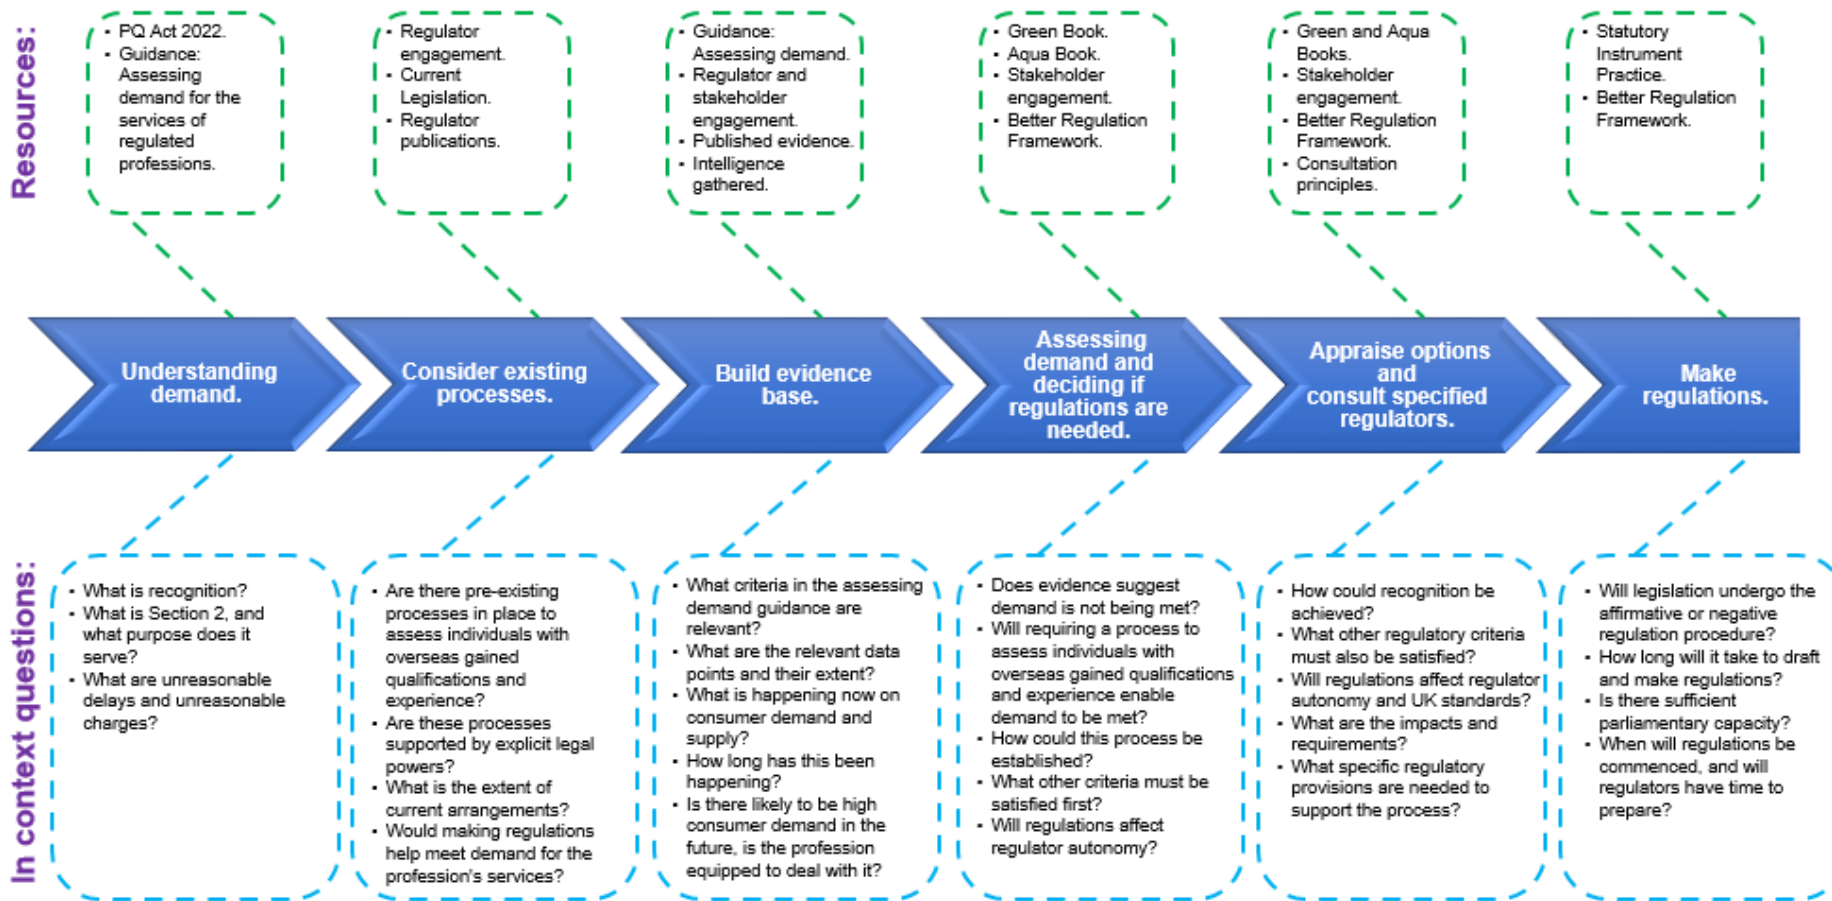 Resources:
▪ PQ Act 2022.
▪ Guidance:
Assessing
demand for the
services of
regulated
professions.
▪ Regulator
engagement.
▪ Current
Legislation.
▪ Regulator
publications.
▪ Guidance:
Assessing demand.
▪ Regulator and
stakeholder
engagement.
▪ Published evidence.
▪ Intelligence
gathered.
▪ Green Book.
▪ Aqua Book.
▪ Stakeholder
engagement.
▪ Better Regulation
Framework.
▪ Green and Aqua
Books.
▪ Stakeholder
engagement.
▪ Better Regulation
Framework.
▪ Consultation
principles.
▪ Statutory
Instrument
Practice.
▪ Better Regulation
Framework.
Understanding
demand.
Consider existing
processes.
Build evidence
base.
Assessing
demand and
deciding if
regulations are
needed.
Appraise options
and
consult specified
regulators.
Make
regulations.
In context questions:
▪ What is recognition?
▪ What is Section 2, and
what purpose does it
serve?
▪ What are unreasonable
delays and unreasonable
charges?
▪ Are there pre-existing
processes in place to
assess individuals with
overseas gained
qualifications and
experience?
▪ Are these processes
supported by explicit legal
powers?
▪ What is the extent of
current arrangements?
▪ Would making regulations
help meet demand for the
profession's services?
▪ What criteria in the assessing
demand guidance are
relevant?
▪ What are the relevant data
points and their extent?
▪ What is happening now on
consumer demand and
supply?
▪ How long has this been
happening?
▪ Is there likely to be high
consumer demand in the
future, is the profession
equipped to deal with it?
▪ Does evidence suggest
demand is not being met?
▪ Will requiring a process to
assess individuals with
overseas gained qualifications
and experience enable
demand to be met?
▪ How could this process be
established?
▪ What other criteria must be
satisfied first?
▪ Will regulations affect
regulator autonomy?
▪ How could recognition be
achieved?
▪ What other regulatory criteria
must also be satisfied?
▪ Will regulations affect regulator
autonomy and UK standards?
▪ What are the impacts and
requirements?
▪ What specific regulatory
provisions are needed to
support the process?
▪ Will legislation undergo the
affirmative or negative
regulation procedure?
▪ How long will it take to draft
and make regulations?
▪ Is there sufficient
parliamentary capacity?
▪ When will regulations be
commenced, and will
regulators have time to
prepare?